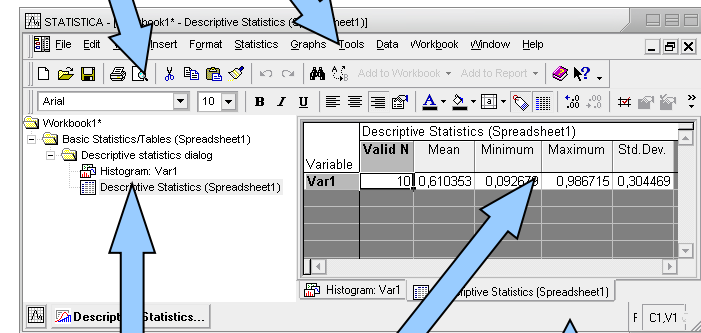 STATISTICA - [Workbook1* - Descriptive Statistics (Spreadsheet1)]
File Edit Insert Format Statistics Graphs Tools Data Workbook Window Help
Add to Workbook Add to Report
Arial 10 B I U
Workbook1*
Basic Statistics/Tables (Spreadsheet1)
Descriptive statistics dialog
Histogram: Var1
Descriptive Statistics (Spreadsheet1)
Descriptive Statistics (Spreadsheet1)
Variable Valid N Mean Minimum Maximum Std.Dev.
Var1 10 0,610353 0,092679 0,986715 0,304469
Histogram: Var1 Descriptive Statistics (Spreadsheet1)
Descriptive Statistics... F C1,V1